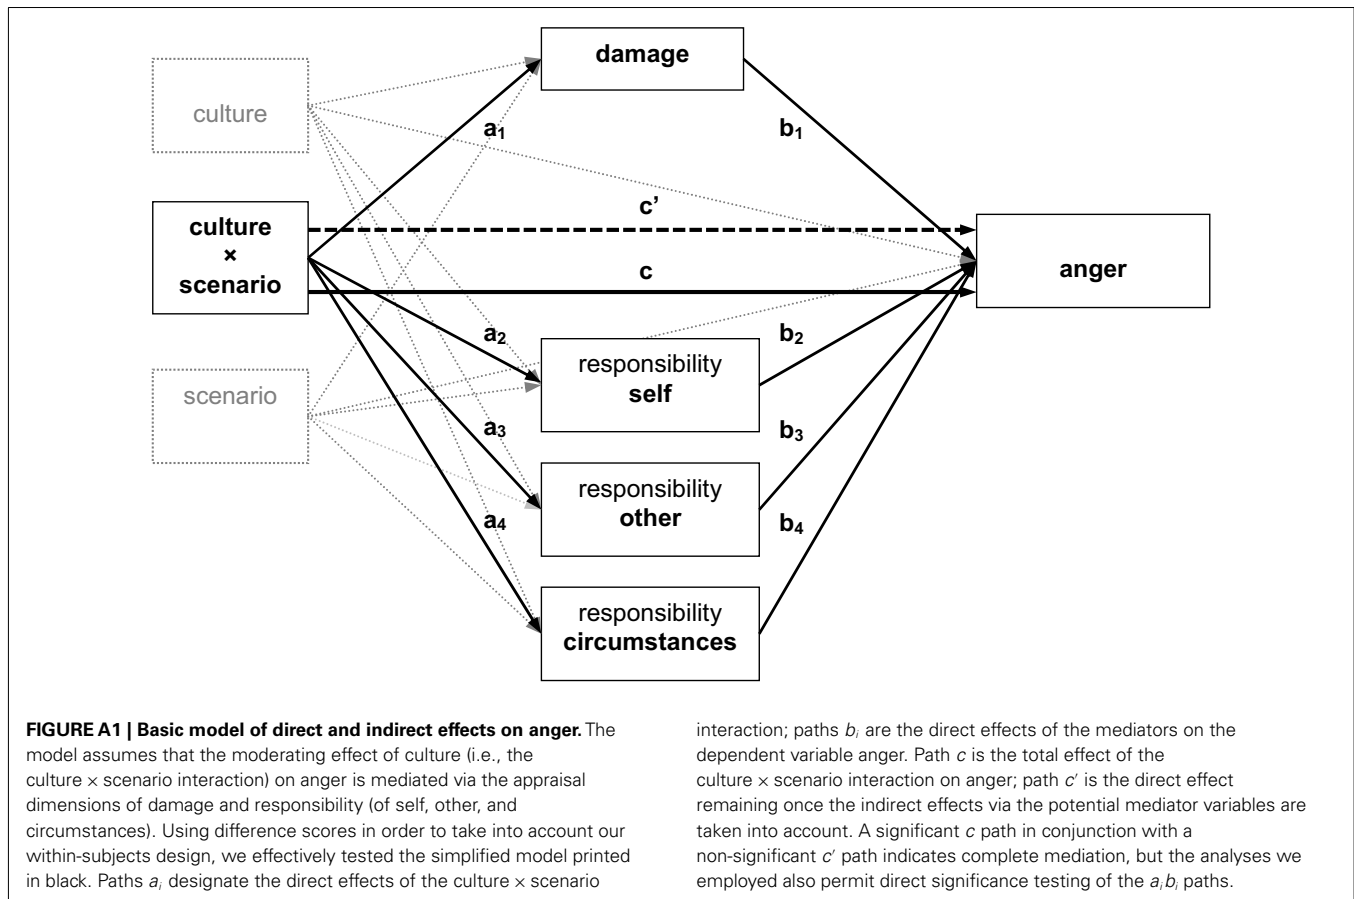 damage
culture
a₁
b₁
c’
culture
×
scenario
anger
c
a₂
b₂
responsibility
self
scenario
a₃
b₃
responsibility
other
a₄
b₄
responsibility
circumstances
FIGURE A1 | Basic model of direct and indirect effects on anger. The
model assumes that the moderating effect of culture (i.e., the
culture × scenario interaction) on anger is mediated via the appraisal
dimensions of damage and responsibility (of self, other, and
circumstances). Using difference scores in order to take into account our
within-subjects design, we effectively tested the simplified model printed
in black. Paths aᵢ designate the direct effects of the culture × scenario
interaction; paths bᵢ are the direct effects of the mediators on the
dependent variable anger. Path c is the total effect of the
culture × scenario interaction on anger; path c′ is the direct effect
remaining once the indirect effects via the potential mediator variables are
taken into account. A significant c path in conjunction with a
non-significant c′ path indicates complete mediation, but the analyses we
employed also permit direct significance testing of the aᵢbᵢ paths.